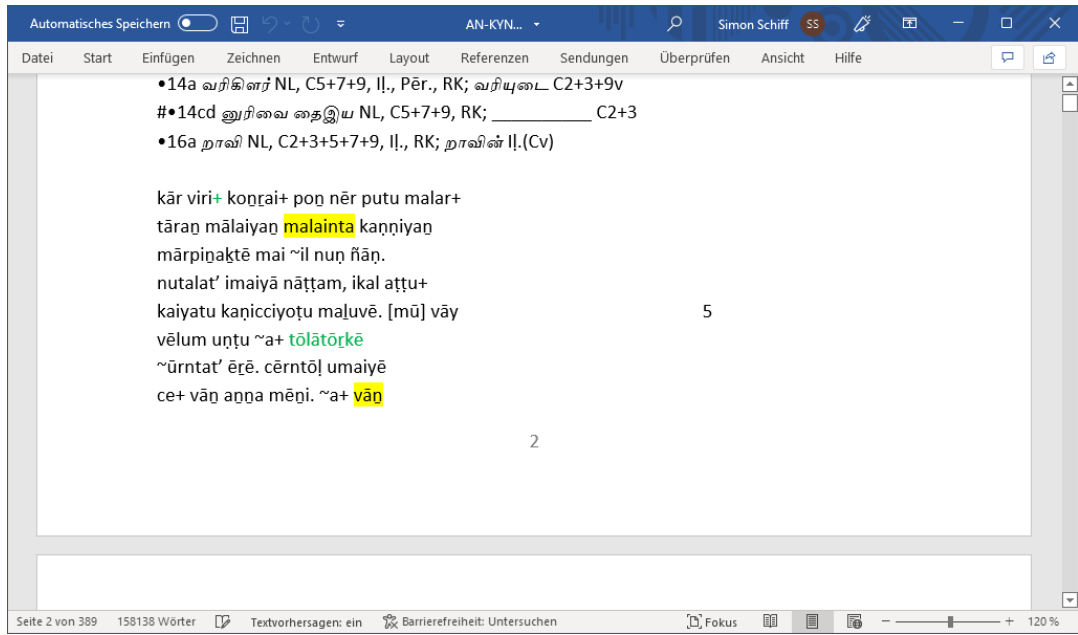 Automatisches Speichern AN-KYN... Simon Schiff SS
Datei Start Einfügen Zeichnen Entwurf Layout Referenzen Sendungen Überprüfen Ansicht Hilfe
•14a வரிகிளர் NL, C5+7+9, Iḷ., Pēr., RK; வரியுடை C2+3+9v
#•14cd னுரிவை தைஇய NL, C5+7+9, RK; ___________ C2+3
•16a றாவி NL, C2+3+5+7+9, Iḷ., RK; றாவின் Iḷ.(Cv)
kār viri+ koṉṟai+ poṉ nēr putu malar+
tāraṉ mālaiyaṉ malainta kaṇṇiyaṉ
mārpiṉaḵtē mai ~il nuṇ ñāṇ.
nutalat’ imaiyā nāṭṭam, ikal aṭṭu+
kaiyatu kaṇicciyoṭu maḻuvē. [mū] vāy 5
vēlum uṇṭu ~a+ tōlātōṟkē
~ūrntat’ ēṟē. cērntōḷ umaiyē
ce+ vāṉ aṉṉa mēṉi. ~a+ vāṉ
2
Seite 2 von 389 158138 Wörter Textvorhersagen: ein Barrierefreiheit: Untersuchen Fokus 120 %